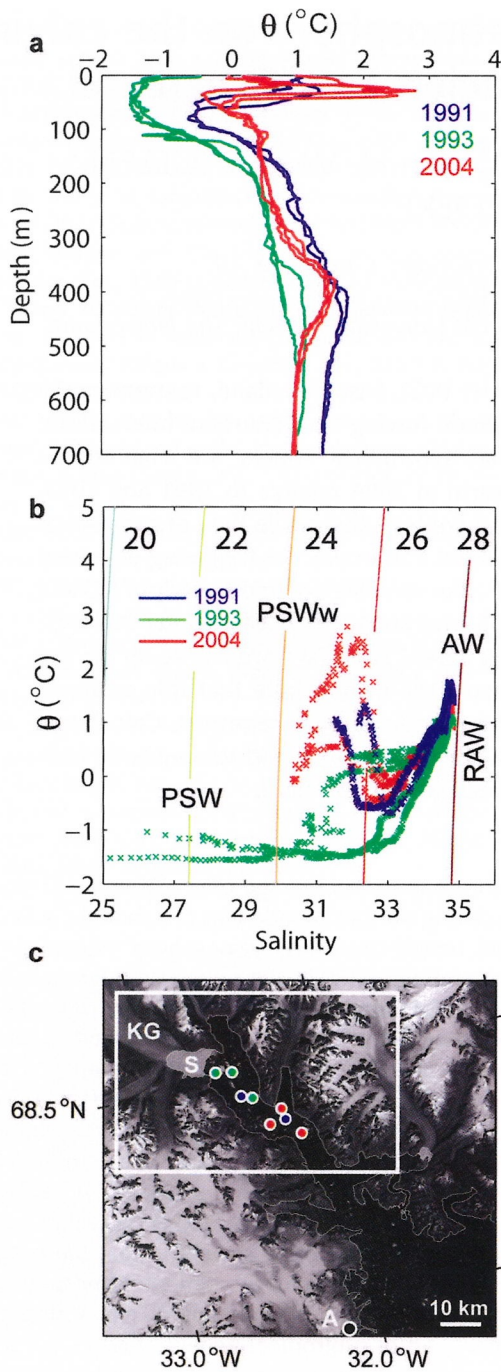 θ (°C)
a
-2 -1 0 1 2 3 4
0
100
200
300
400
500
600
700
Depth (m)
1991
1993
2004
b
5
4
3
2
1
0
−1
−2
θ (°C)
20 22 24 26 28
1991
1993
2004
PSWw
AW
RAW
PSW
25 27 29 31 33 35
Salinity
c
KG
S
68.5°N
A
10 km
33.0°W 32.0°W